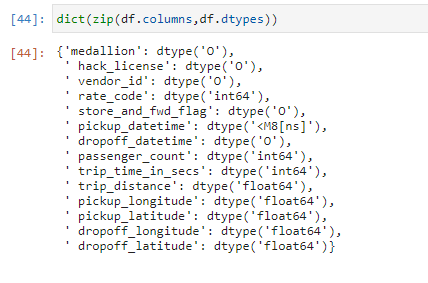 [44]: dict(zip(df.columns,df.dtypes))
[44]: {'medallion': dtype('O'),
' hack_license': dtype('O'),
' vendor_id': dtype('O'),
' rate_code': dtype('int64'),
' store_and_fwd_flag': dtype('O'),
' pickup_datetime': dtype('<M8[ns]'),
' dropoff_datetime': dtype('O'),
' passenger_count': dtype('int64'),
' trip_time_in_secs': dtype('int64'),
' trip_distance': dtype('float64'),
' pickup_longitude': dtype('float64'),
' pickup_latitude': dtype('float64'),
' dropoff_longitude': dtype('float64'),
' dropoff_latitude': dtype('float64')}